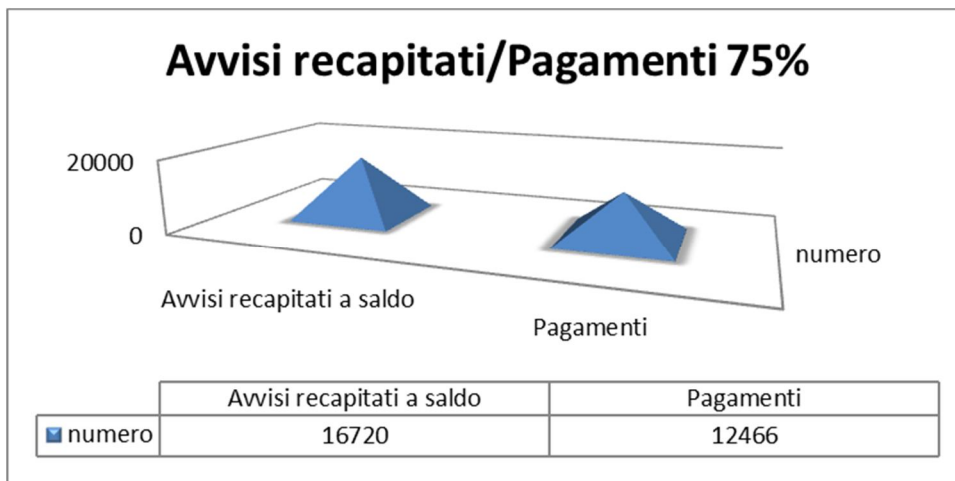 Avvisi recapitati/Pagamenti 75%
20000
0
numero
Avvisi recapitati a saldo
Pagamenti
Avvisi recapitati a saldo Pagamenti
numero 16720 12466